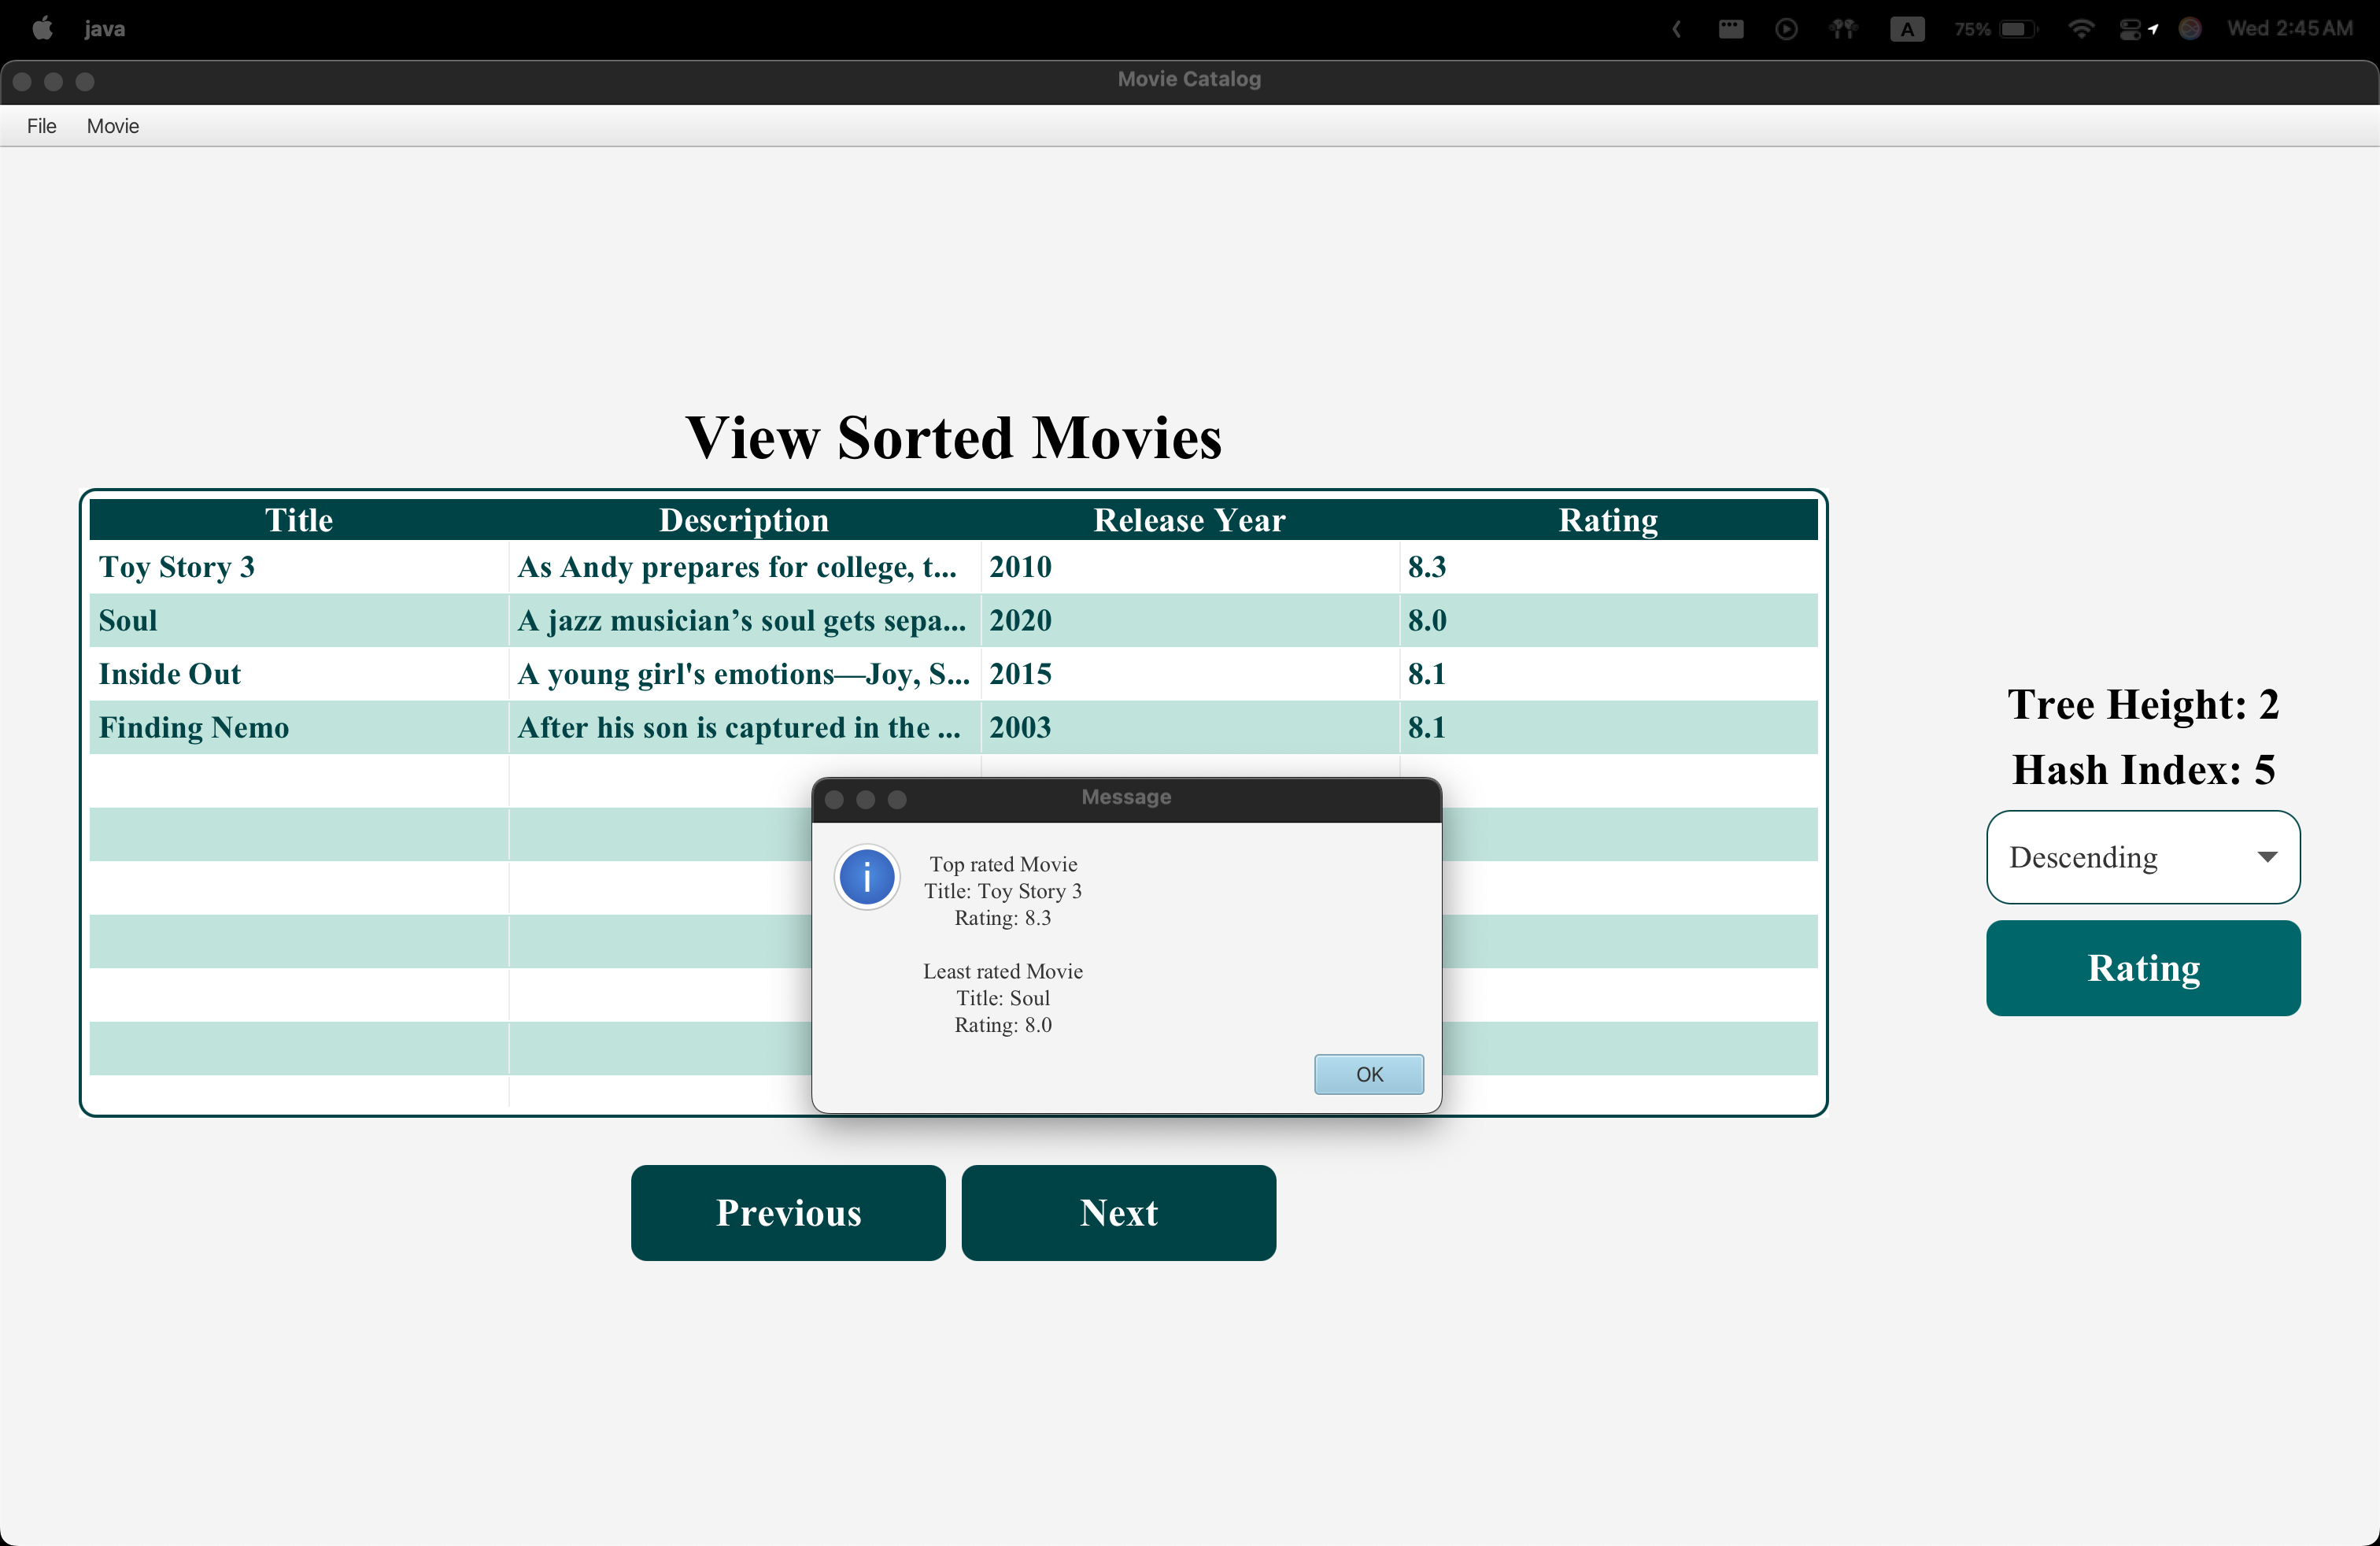 java
A
75%
Wed 2:45 AM
Movie Catalog
File Movie
View Sorted Movies
Title Description Release Year Rating
Toy Story 3 As Andy prepares for college, t... 2010 8.3
Soul A jazz musician’s soul gets sepa... 2020 8.0
Inside Out A young girl's emotions—Joy, S... 2015 8.1
Finding Nemo After his son is captured in the ... 2003 8.1
Message
Top rated Movie
Title: Toy Story 3
Rating: 8.3
Least rated Movie
Title: Soul
Rating: 8.0
OK
Tree Height: 2
Hash Index: 5
Descending
Rating
Previous Next